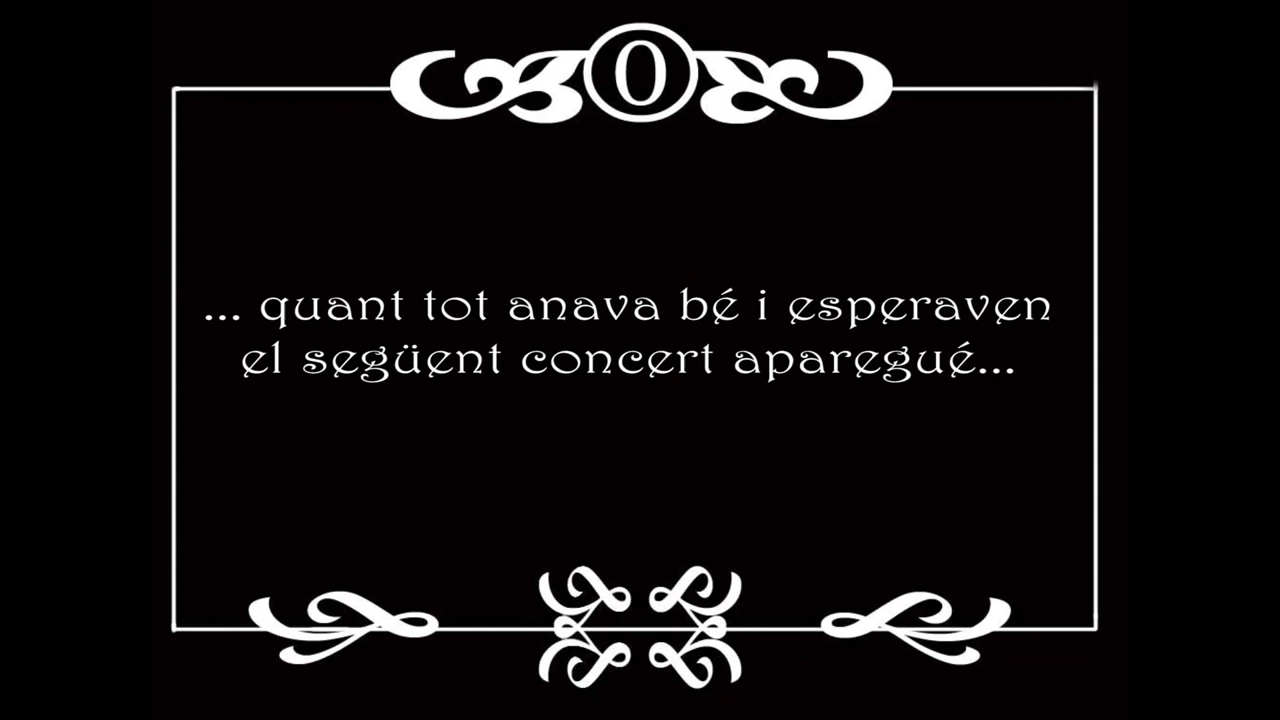 O
... quant tot anava bé i esperaven
el següent concert aparegué...